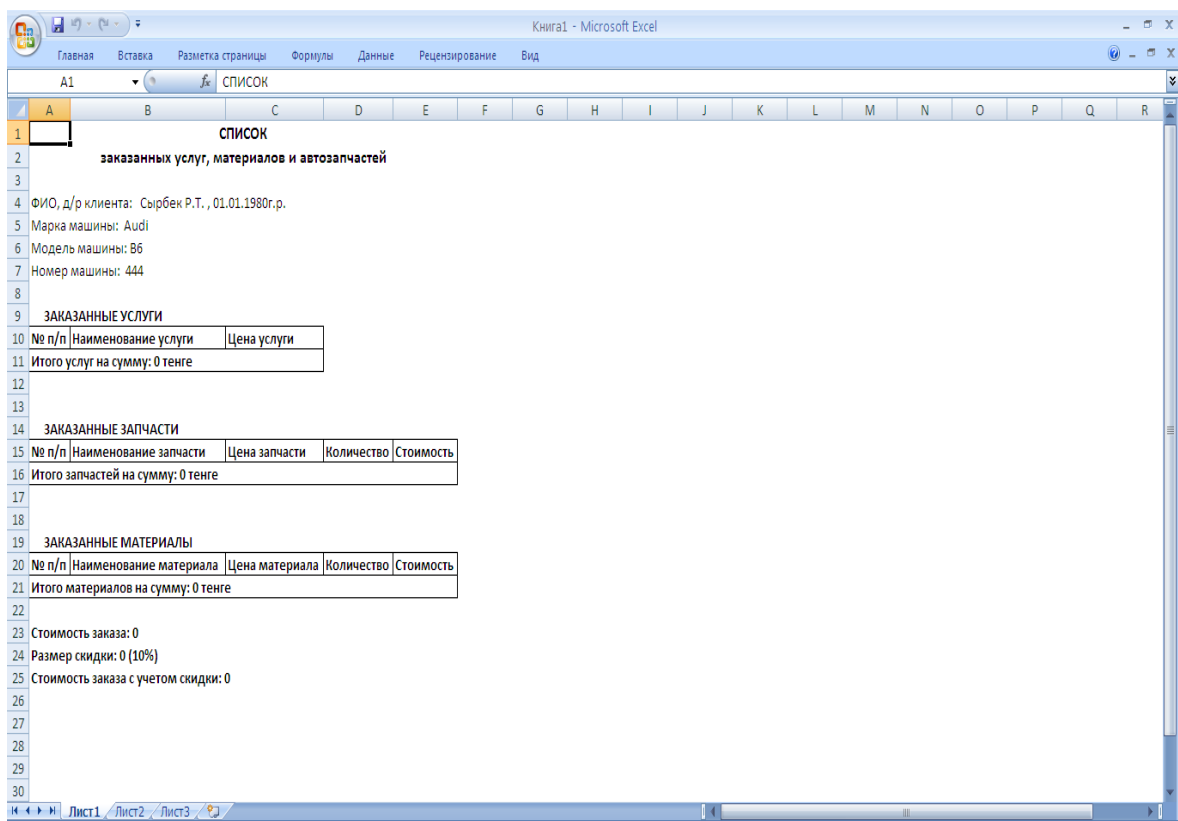 Книга1 - Microsoft Excel
Главная Вставка Разметка страницы Формулы Данные Рецензирование Вид
A1 fx СПИСОК
A B C D E F G H I J K L M N O P Q R
1 СПИСОК
2 заказанных услуг, материалов и автозапчастей
3
4 ФИО, д/р клиента: Сырбек Р.Т. , 01.01.1980г.р.
5 Марка машины: Audi
6 Модель машины: B6
7 Номер машины: 444
8
9 ЗАКАЗАННЫЕ УСЛУГИ
10 № п/п Наименование услуги Цена услуги
11 Итого услуг на сумму: 0 тенге
12
13
14 ЗАКАЗАННЫЕ ЗАПЧАСТИ
15 № п/п Наименование запчасти Цена запчасти Количество Стоимость
16 Итого запчастей на сумму: 0 тенге
17
18
19 ЗАКАЗАННЫЕ МАТЕРИАЛЫ
20 № п/п Наименование материала Цена материала Количество Стоимость
21 Итого материалов на сумму: 0 тенге
22
23 Стоимость заказа: 0
24 Размер скидки: 0 (10%)
25 Стоимость заказа с учетом скидки: 0
26
27
28
29
30
Лист1 Лист2 Лист3